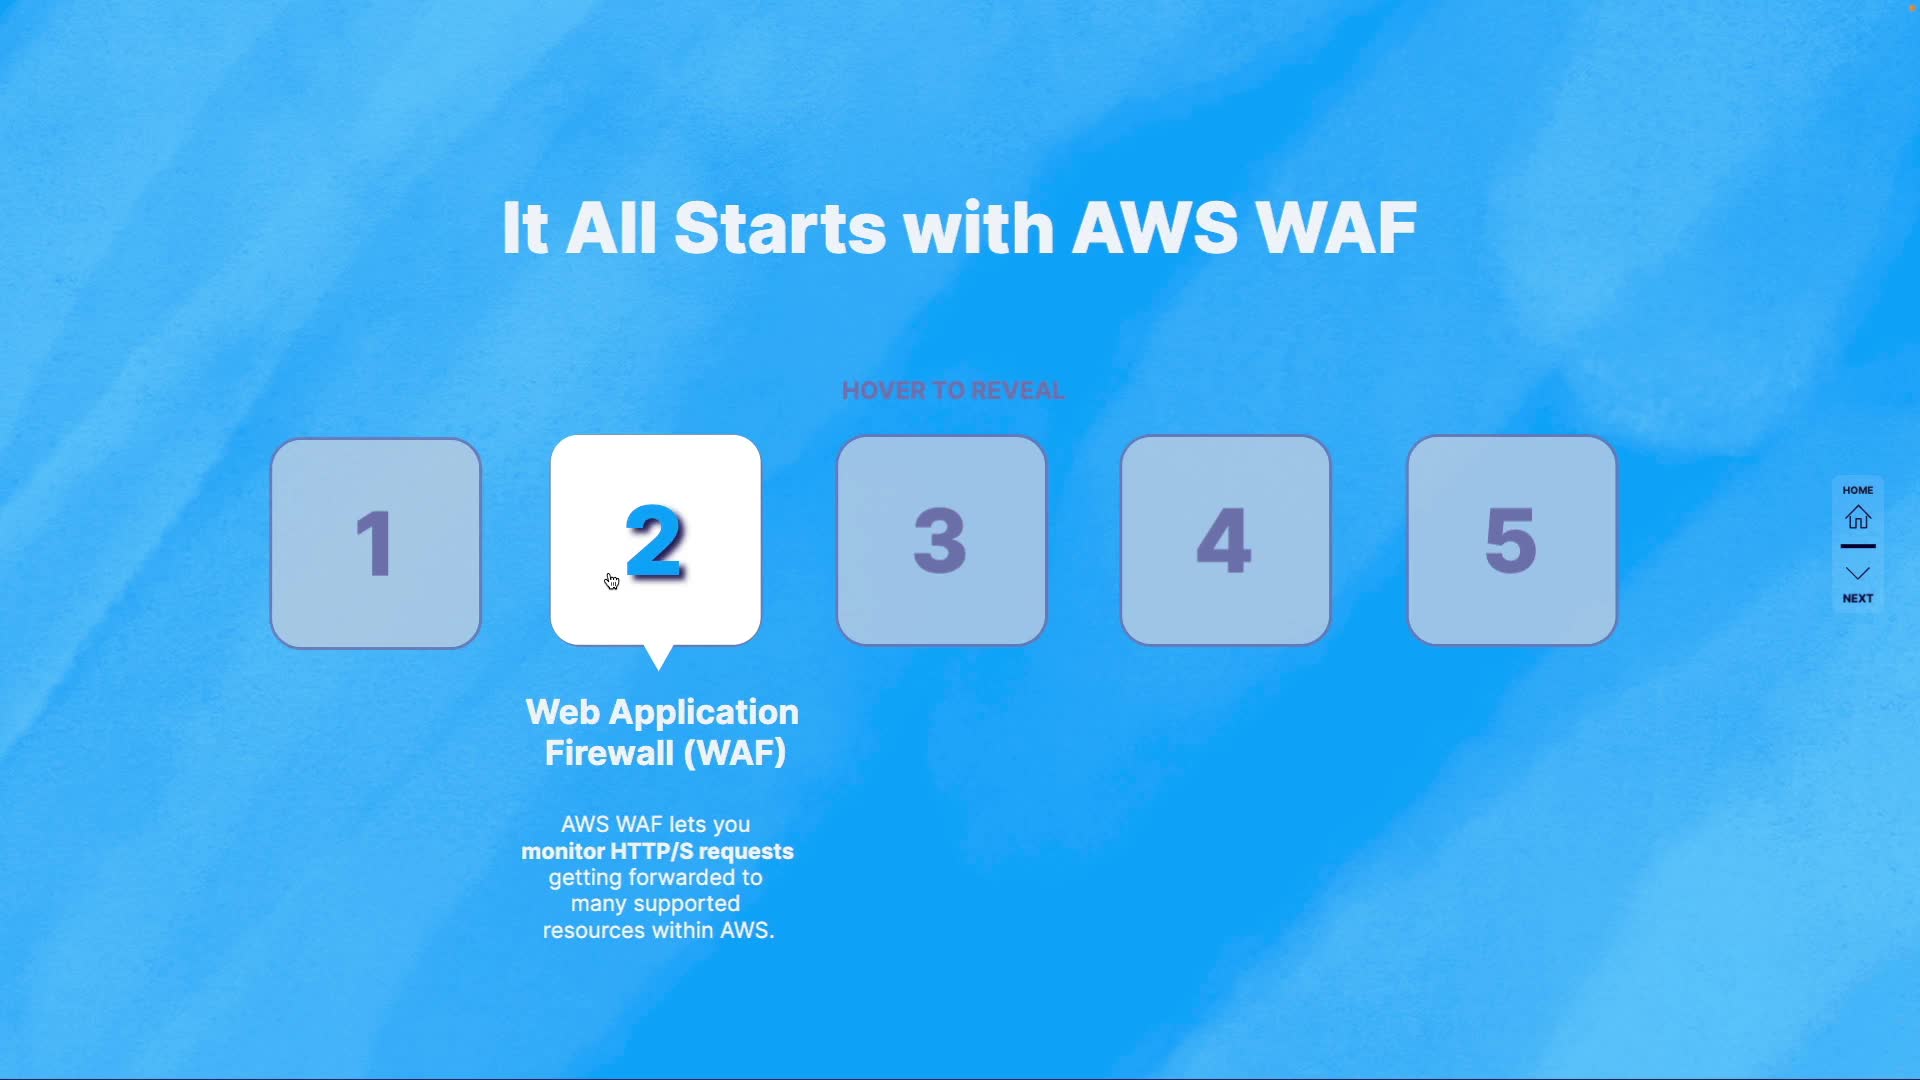 It All Starts with AWS WAF
HOVER TO REVEAL
1
2
3
4
5
Web Application
Firewall (WAF)
AWS WAF lets you
monitor HTTP/S requests
getting forwarded to
many supported
resources within AWS.
HOME
NEXT